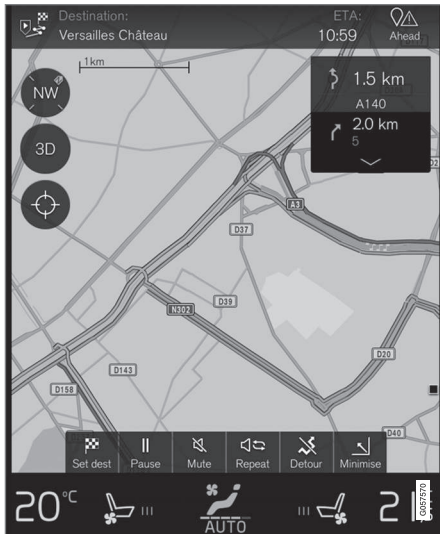 Destination:
Versailles Château
ETA:
10:59
Ahead
1km
NW
3D
1.5 km
A140
2.0 km
5
D2
A3
D37
D39
N302
D143
D158
D20
D40
Set dest
Pause
Mute
Repeat
Detour
Minimise
20°C
AUTO
2
G057570